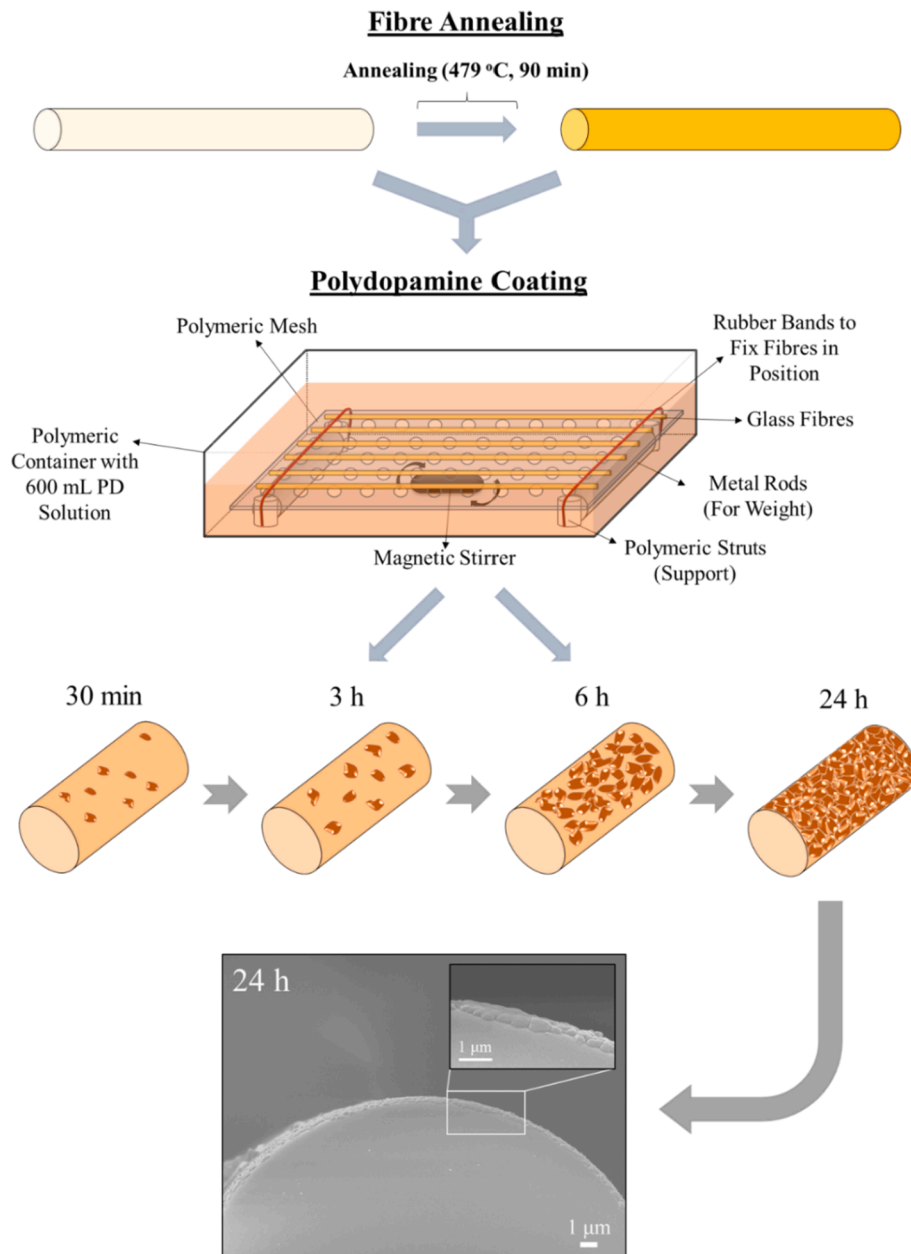 Fibre Annealing
Annealing (479 ºC, 90 min)
Polydopamine Coating
Polymeric Mesh
Rubber Bands to
Fix Fibres in
Position
Glass Fibres
Polymeric
Container with
600 mL PD
Solution
Metal Rods
(For Weight)
Magnetic Stirrer
Polymeric Struts
(Support)
30 min
3 h
6 h
24 h
24 h
1 μm
1 μm